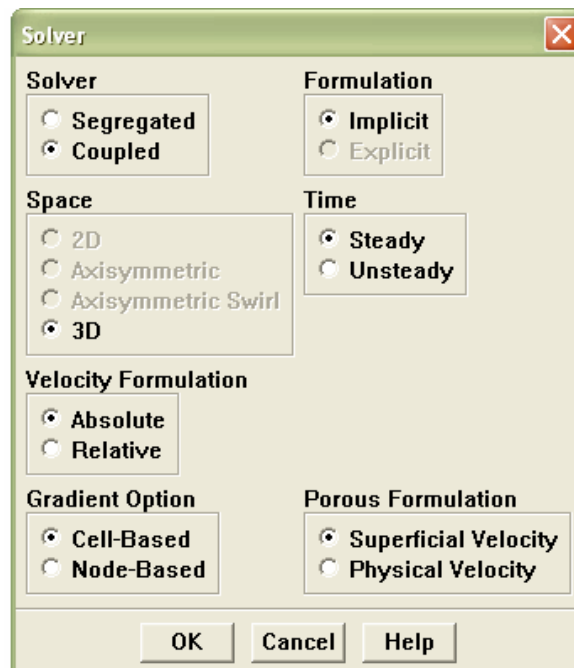 Solver
Solver
Segregated
Coupled
Formulation
Implicit
Explicit
Space
2D
Axisymmetric
Axisymmetric Swirl
3D
Time
Steady
Unsteady
Velocity Formulation
Absolute
Relative
Gradient Option
Cell-Based
Node-Based
Porous Formulation
Superficial Velocity
Physical Velocity
OK
Cancel
Help